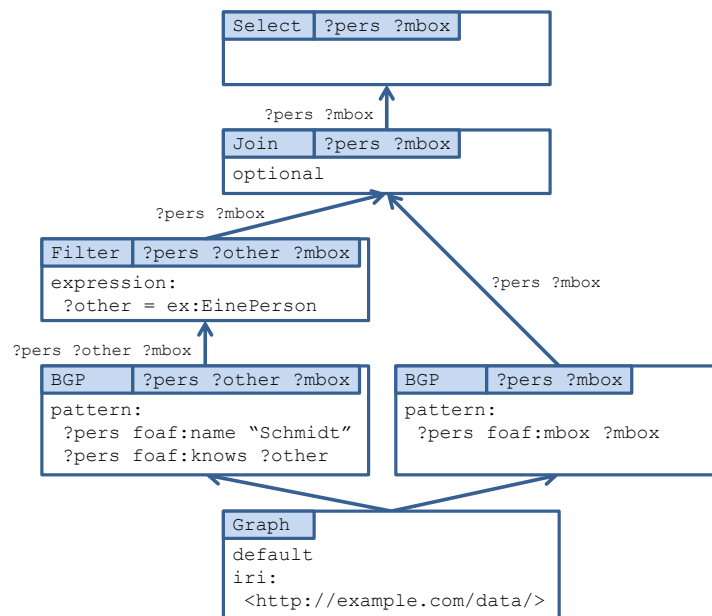 Select ?pers ?mbox
?pers ?mbox
Join ?pers ?mbox
optional
?pers ?mbox
Filter ?pers ?other ?mbox
expression:
?other = ex:EinePerson
?pers ?mbox
?pers ?other ?mbox
BGP ?pers ?other ?mbox
pattern:
?pers foaf:name “Schmidt”
?pers foaf:knows ?other
BGP ?pers ?mbox
pattern:
?pers foaf:mbox ?mbox
Graph
default
iri:
<http://example.com/data/>